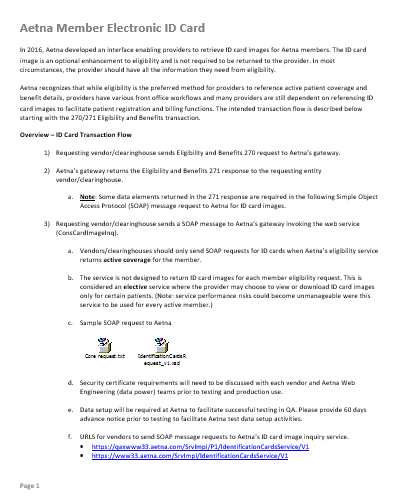 Aetna Member Electronic ID Card
In 2016, Aetna developed an interface enabling providers to retrieve ID card images for Aetna members. The ID card
image is an optional enhancement to eligibility and is not required to be returned to the provider. In most
circumstances, the provider should have all the information they need from eligibility.
Aetna recognizes that while eligibility is the preferred method for providers to reference active patient coverage and
benefit details, providers have various front office workflows and many providers are still dependent on referencing ID
card images to facilitate patient registration and billing functions. The intended transaction flow is described below
starting with the 270/271 Eligibility and Benefits transaction.
Overview – ID Card Transaction Flow
1) Requesting vendor/clearinghouse sends Eligibility and Benefits 270 request to Aetna's gateway.
2) Aetna's gateway returns the Eligibility and Benefits 271 response to the requesting entity
vendor/clearinghouse.
a. Note: Some data elements returned in the 271 response are required in the following Simple Object
Access Protocol (SOAP) message request to Aetna for ID card images.
3) Requesting vendor/clearinghouse sends a SOAP message to Aetna's gateway invoking the web service
(ConsCardImageInq).
a. Vendors/clearinghouses should only send SOAP requests for ID cards when Aetna's eligibility service
returns active coverage for the member.
b. The service is not designed to return ID card images for each member eligibility request. This is
considered an elective service where the provider may choose to view or download ID card images
only for certain patients. (Note: service performance risks could become unmanageable were this
service to be used for every active member.)
c. Sample SOAP request to Aetna
Core request.txt IdentificationCardsR
equest_v1.xsd
d. Security certificate requirements will need to be discussed with each vendor and Aetna Web
Engineering (data power) teams prior to testing and production use.
e. Data setup will be required at Aetna to facilitate successful testing in QA. Please provide 60 days
advance notice prior to testing to facilitate Aetna test data setup activities.
f. URLS for vendors to send SOAP message requests to Aetna's ID card image inquiry service.
• https://qaxwww33.aetna.com/SrvImpl/P1/IdentificationCardsService/V1
• https://www33.aetna.com/SrvImpl/IdentificationCardsService/V1
Page 1